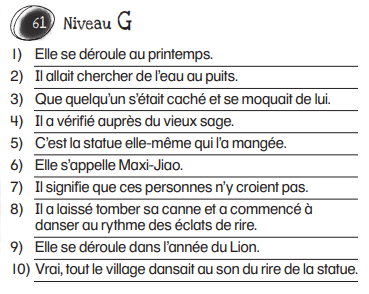 61 Niveau G
1) Elle se déroule au printemps.
2) Il allait chercher de l'eau au puits.
3) Que quelqu'un s'était caché et se moquait de lui.
4) Il a vérifié auprès du vieux sage.
5) C'est la statue elle-même qui l'a mangée.
6) Elle s'appelle Maxi-Jiao.
7) Il signifie que ces personnes n'y croient pas.
8) Il a laissé tomber sa canne et a commencé à
danser au rythme des éclats de rire.
9) Elle se déroule dans l'année du Lion.
10) Vrai, tout le village dansait au son du rire de la statue.